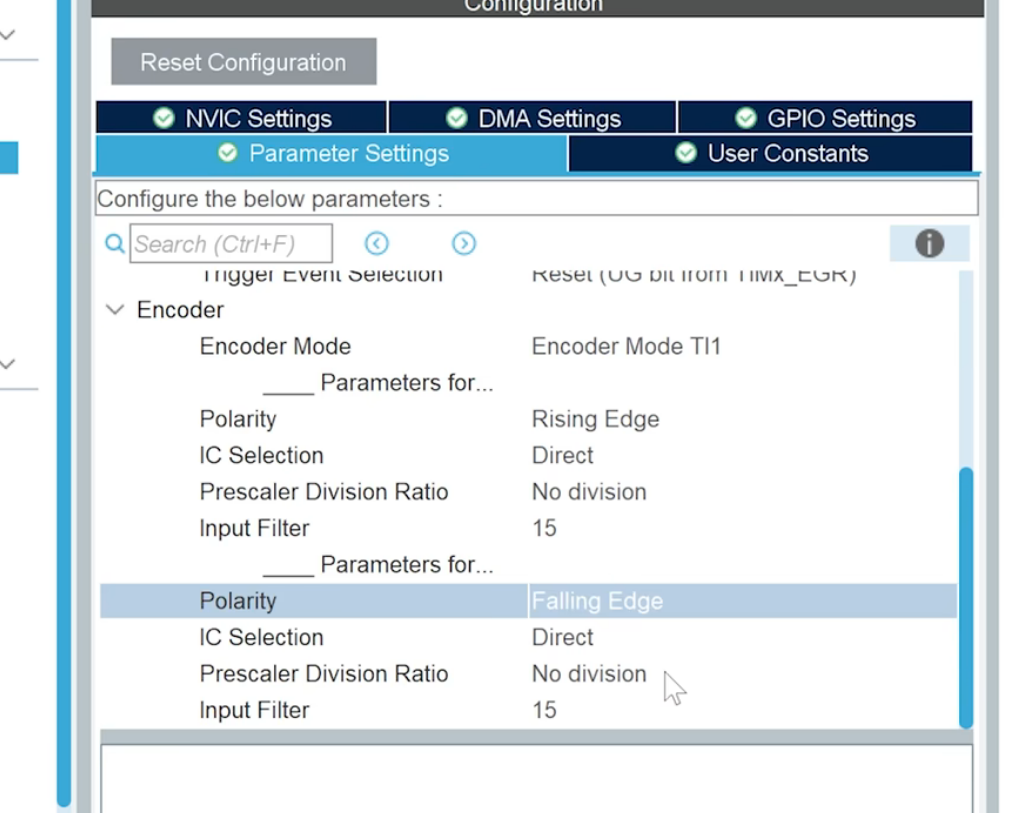 Configuration
Reset Configuration
NVIC Settings DMA Settings GPIO Settings
Parameter Settings User Constants
Configure the below parameters :
Search (Ctrl+F)
Trigger Event Selection Reset (UG bit from TIMx_EGR)
Encoder
Encoder Mode Encoder Mode TI1
____ Parameters for...
Polarity Rising Edge
IC Selection Direct
Prescaler Division Ratio No division
Input Filter 15
____ Parameters for...
Polarity Falling Edge
IC Selection Direct
Prescaler Division Ratio No division
Input Filter 15